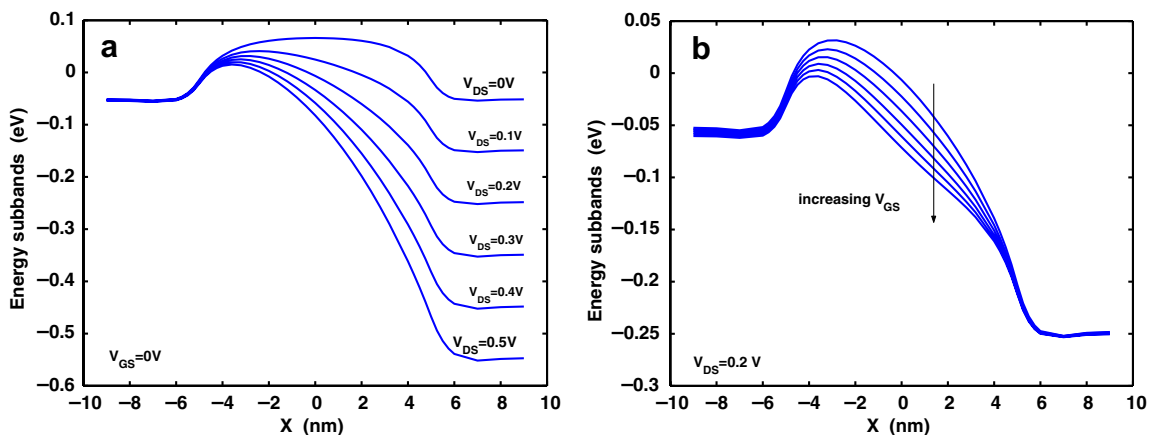 a
Energy subbands (eV)
0.1
0
−0.1
−0.2
−0.3
−0.4
−0.5
−0.6
V_DS=0V
V_DS=0.1V
V_DS=0.2V
V_DS=0.3V
V_DS=0.4V
V_DS=0.5V
V_GS=0V
−10 −8 −6 −4 −2 0 2 4 6 8 10
X (nm)
b
Energy subbands (eV)
0.05
0
−0.05
−0.1
−0.15
−0.2
−0.25
−0.3
increasing V_GS
V_DS=0.2 V
−10 −8 −6 −4 −2 0 2 4 6 8 10
X (nm)